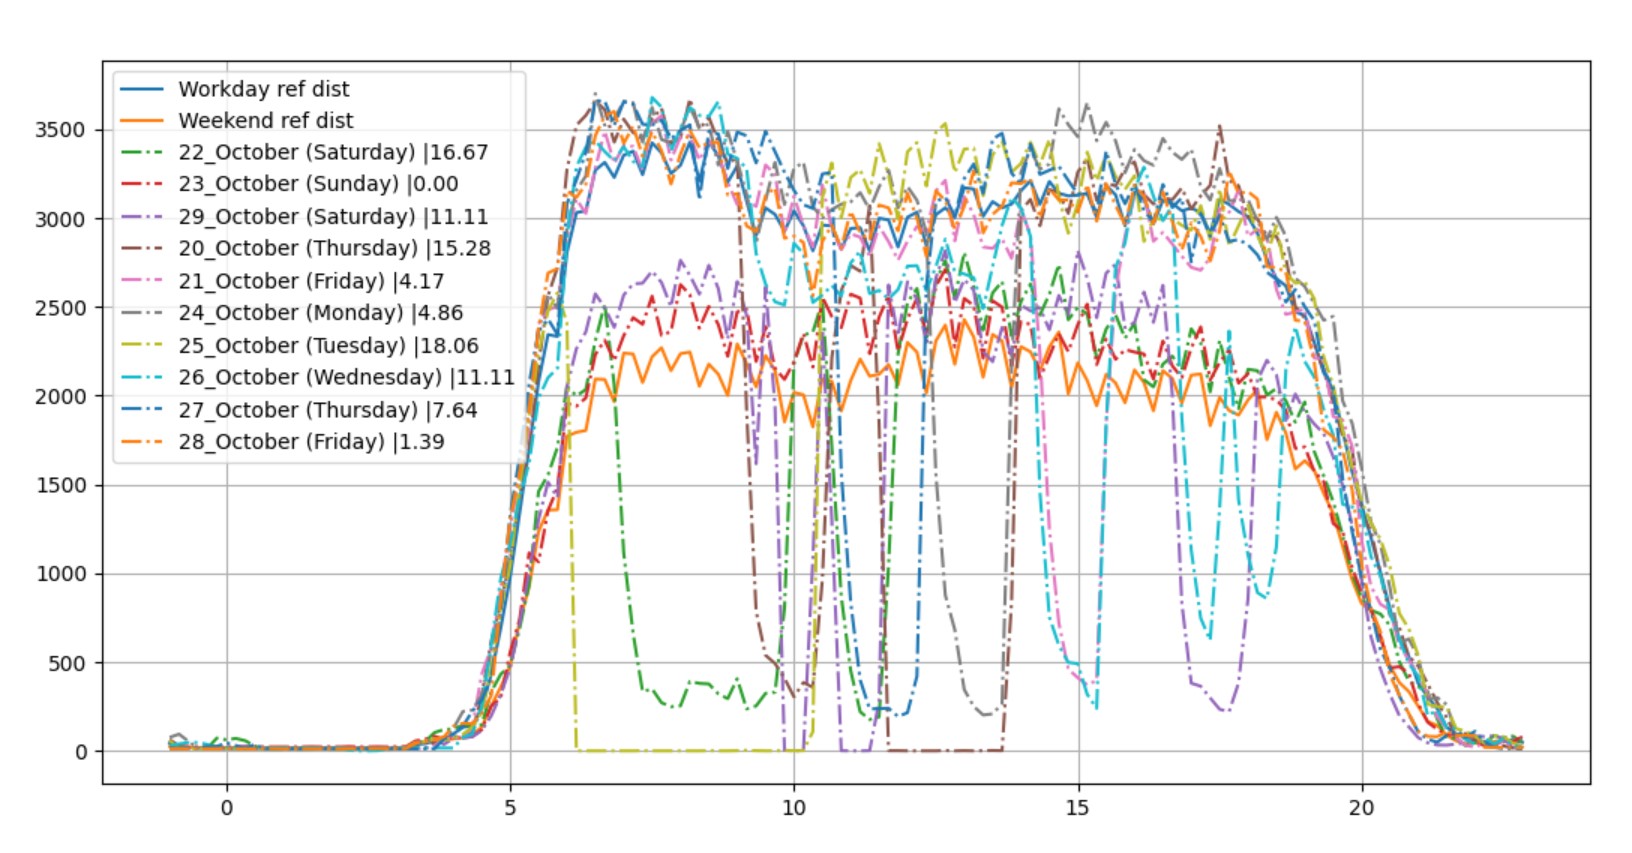 Workday ref dist
Weekend ref dist
22_October (Saturday) |16.67
23_October (Sunday) |0.00
29_October (Saturday) |11.11
20_October (Thursday) |15.28
21_October (Friday) |4.17
24_October (Monday) |4.86
25_October (Tuesday) |18.06
26_October (Wednesday) |11.11
27_October (Thursday) |7.64
28_October (Friday) |1.39
3500
3000
2500
2000
1500
1000
500
0
0 5 10 15 20